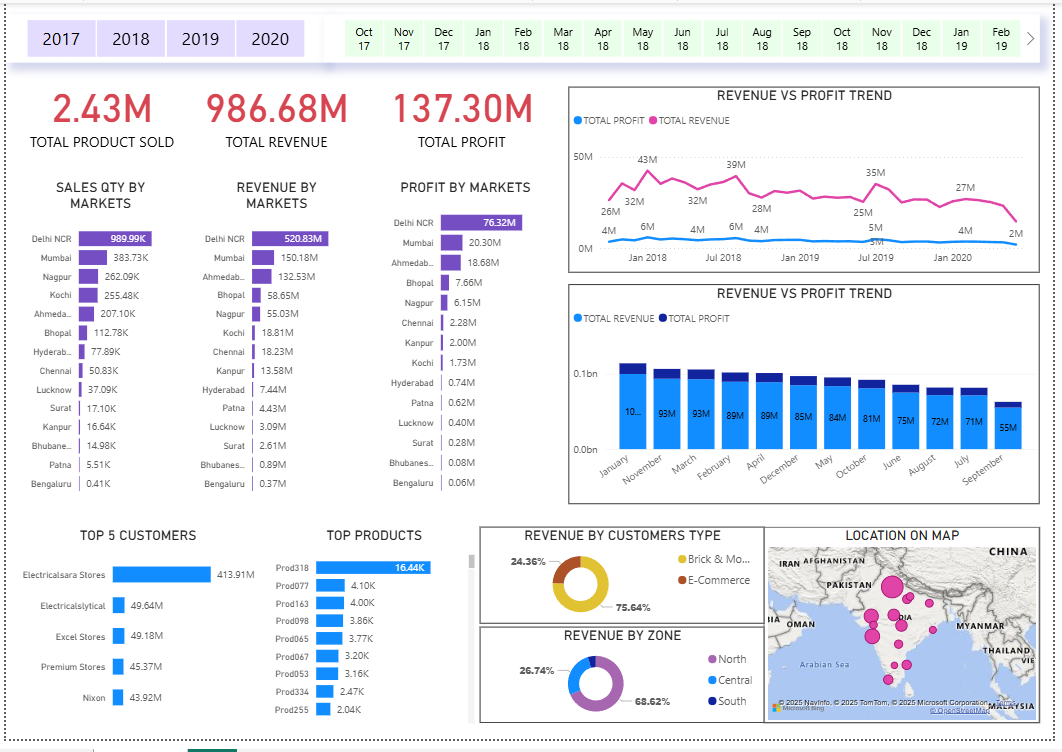 2017 2018 2019 2020
Oct 17 Nov 17 Dec 17 Jan 18 Feb 18 Mar 18 Apr 18 May 18 Jun 18 Jul 18 Aug 18 Sep 18 Oct 18 Nov 18 Dec 18 Jan 19 Feb 19
2.43M
TOTAL PRODUCT SOLD
986.68M
TOTAL REVENUE
137.30M
TOTAL PROFIT
SALES QTY BY
MARKETS
Delhi NCR 989.99K
Mumbai 383.73K
Nagpur 262.09K
Kochi 255.48K
Ahmeda... 207.10K
Bhopal 112.78K
Hyderab... 77.89K
Chennai 50.83K
Lucknow 37.09K
Surat 17.10K
Kanpur 16.64K
Bhubane... 14.98K
Patna 5.51K
Bengaluru 0.41K
REVENUE BY
MARKETS
Delhi NCR 520.83M
Mumbai 150.18M
Ahmedab... 132.53M
Bhopal 58.65M
Nagpur 55.03M
Kochi 18.81M
Chennai 18.23M
Kanpur 13.58M
Hyderabad 7.44M
Patna 4.43M
Lucknow 3.09M
Surat 2.61M
Bhubanes... 0.89M
Bengaluru 0.37M
PROFIT BY MARKETS
Delhi NCR 76.32M
Mumbai 20.30M
Ahmedab... 18.68M
Bhopal 7.66M
Nagpur 6.15M
Chennai 2.28M
Kanpur 2.00M
Kochi 1.73M
Hyderabad 0.74M
Patna 0.62M
Lucknow 0.40M
Surat 0.28M
Bhubanes... 0.08M
Bengaluru 0.06M
REVENUE VS PROFIT TREND
TOTAL PROFIT TOTAL REVENUE
50M
43M 39M 35M 27M
26M 32M 32M 28M 25M
4M 6M 4M 6M 4M 5M 3M 4M 2M
0M
Jan 2018 Jul 2018 Jan 2019 Jul 2019 Jan 2020
REVENUE VS PROFIT TREND
TOTAL REVENUE TOTAL PROFIT
0.1bn
10... 93M 93M 89M 89M 85M 84M 81M 75M 72M 71M 55M
0.0bn
January November March February April December May October June August July September
TOP 5 CUSTOMERS
Electricalsara Stores 413.91M
Electricalslytical 49.64M
Excel Stores 49.18M
Premium Stores 45.37M
Nixon 43.92M
TOP PRODUCTS
Prod318 16.44K
Prod077 4.10K
Prod163 4.00K
Prod098 3.86K
Prod065 3.77K
Prod067 3.20K
Prod053 3.16K
Prod334 2.47K
Prod255 2.04K
REVENUE BY CUSTOMERS TYPE
24.36%
75.64%
Brick & Mo...
E-Commerce
REVENUE BY ZONE
26.74%
68.62%
North
Central
South
LOCATION ON MAP
CHINA
IRAN AFGHANISTAN
PAKISTAN
DIA
IA OMAN
MYANMAR
THAILAND
VIE
Arabian Sea
© 2025 NavInfo, © 2025 TomTom, © 2025 Microsoft Corporation, Terms
Microsoft Bing © OpenStreetMap MALAYSIA